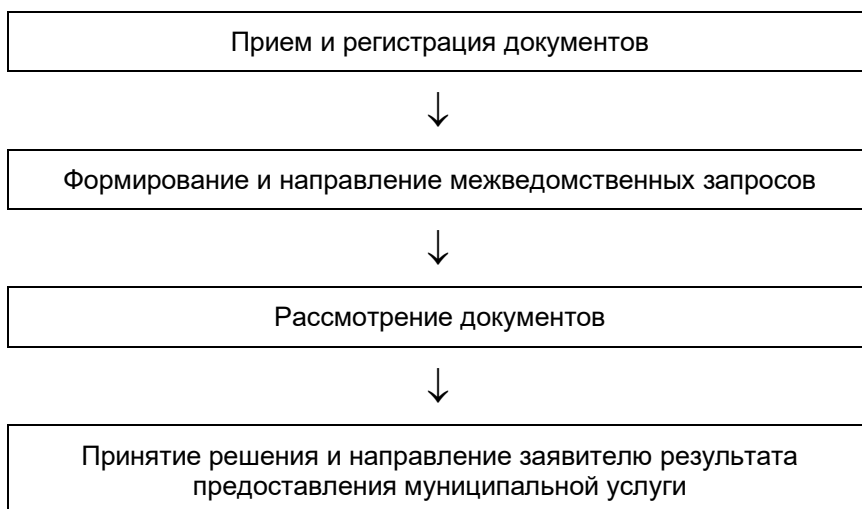 Прием и регистрация документов
↓
Формирование и направление межведомственных запросов
↓
Рассмотрение документов
↓
Принятие решения и направление заявителю результата
предоставления муниципальной услуги